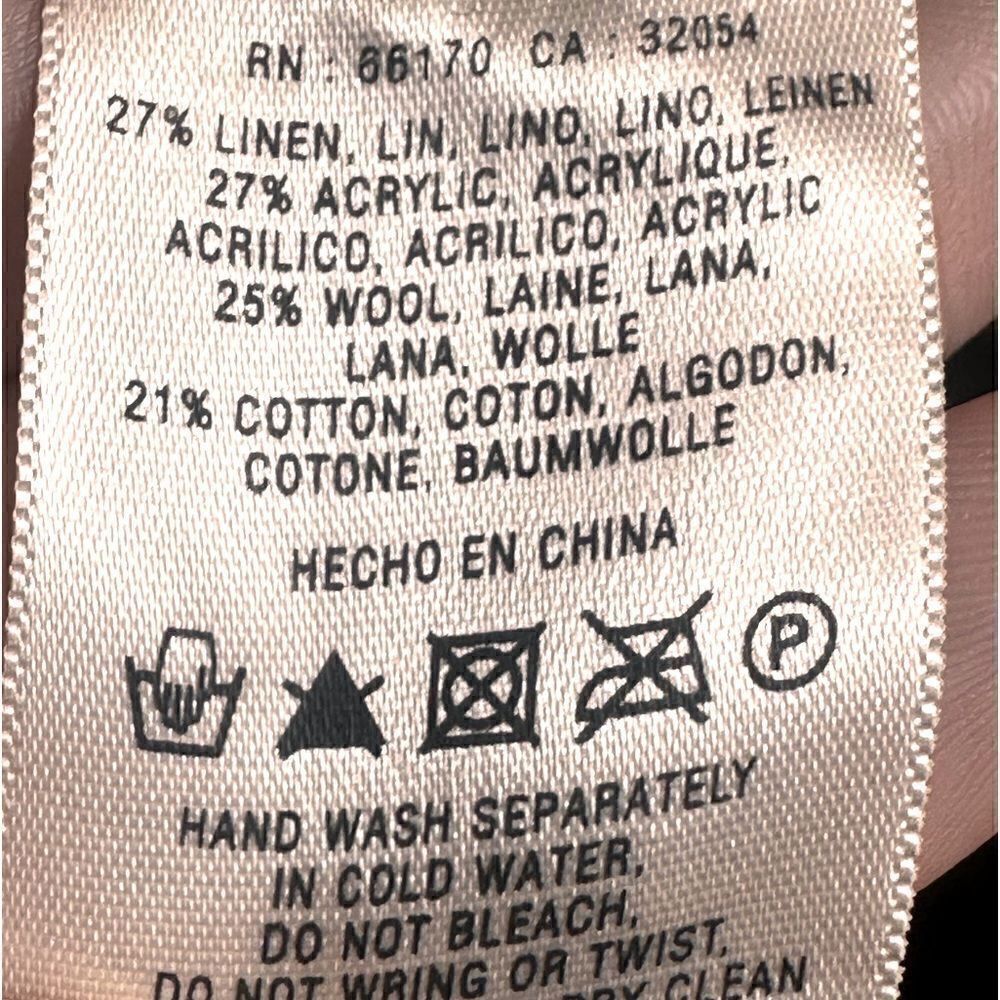 RN : 66170 CA : 32054
27% LINEN, LIN, LINO, LINO, LEINEN
27% ACRYLIC, ACRYLIQUE,
ACRILICO, ACRILICO, ACRYLIC
25% WOOL, LAINE, LANA,
LANA, WOLLE
21% COTTON, COTON, ALGODON,
COTONE, BAUMWOLLE
HECHO EN CHINA
P
HAND WASH SEPARATELY
IN COLD WATER,
DO NOT BLEACH,
DO NOT WRING OR TWIST,
DRY CLEAN